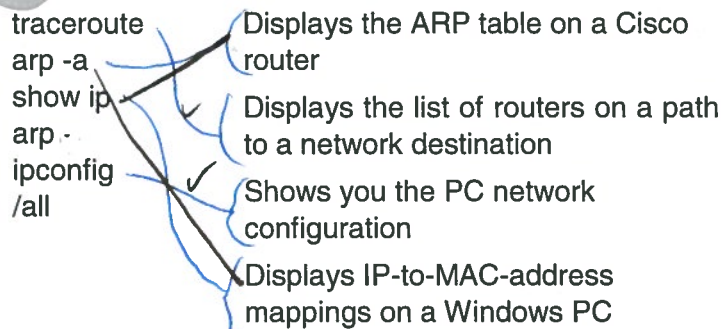 traceroute
arp -a
show ip
arp -
ipconfig
/all
Displays the ARP table on a Cisco
router
Displays the list of routers on a path
to a network destination
Shows you the PC network
configuration
Displays IP-to-MAC-address
mappings on a Windows PC